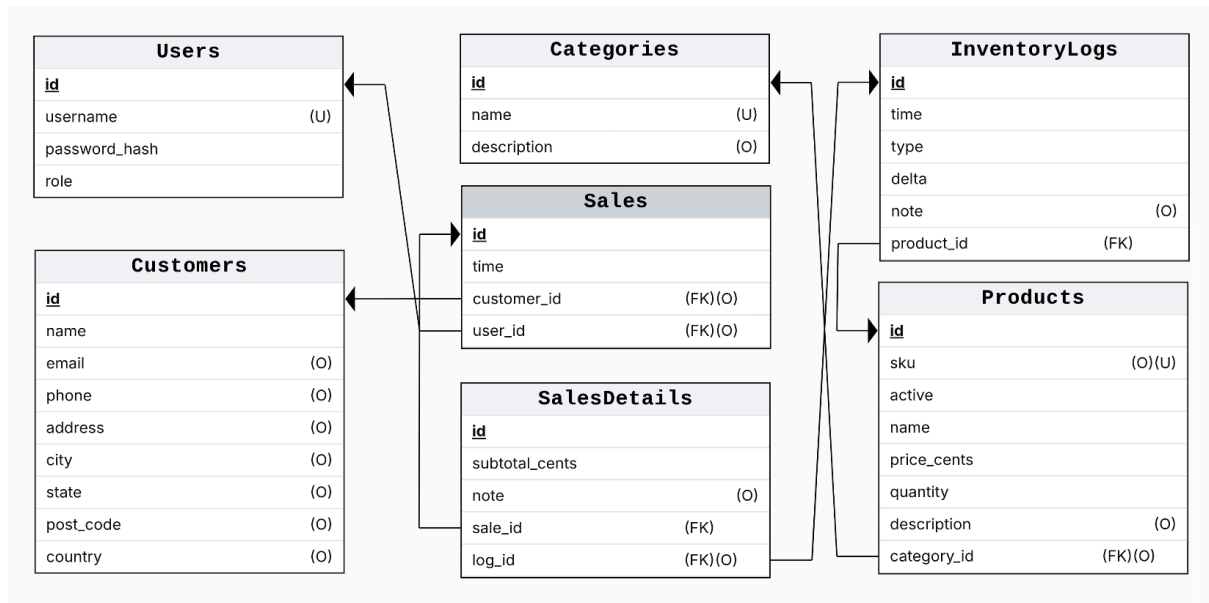 Users
id
username (U)
password_hash
role
Customers
id
name
email (O)
phone (O)
address (O)
city (O)
state (O)
post_code (O)
country (O)
Categories
id
name (U)
description (O)
Sales
id
time
customer_id (FK)(O)
user_id (FK)(O)
SalesDetails
id
subtotal_cents
note (O)
sale_id (FK)
log_id (FK)(O)
InventoryLogs
id
time
type
delta
note (O)
product_id (FK)
Products
id
sku (O)(U)
active
name
price_cents
quantity
description (O)
category_id (FK)(O)